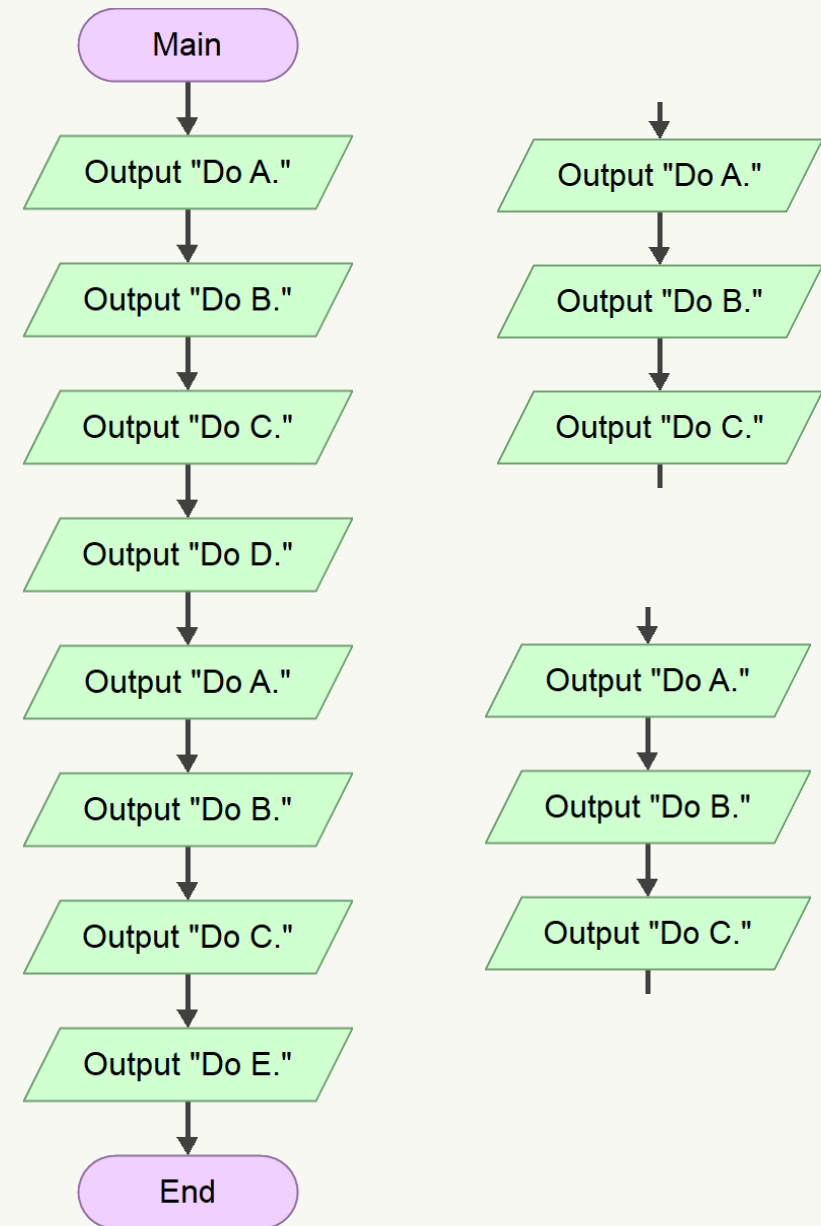 Main
Output "Do A."
Output "Do B."
Output "Do C."
Output "Do D."
Output "Do A."
Output "Do B."
Output "Do C."
Output "Do E."
End
Output "Do A."
Output "Do B."
Output "Do C."
Output "Do A."
Output "Do B."
Output "Do C."